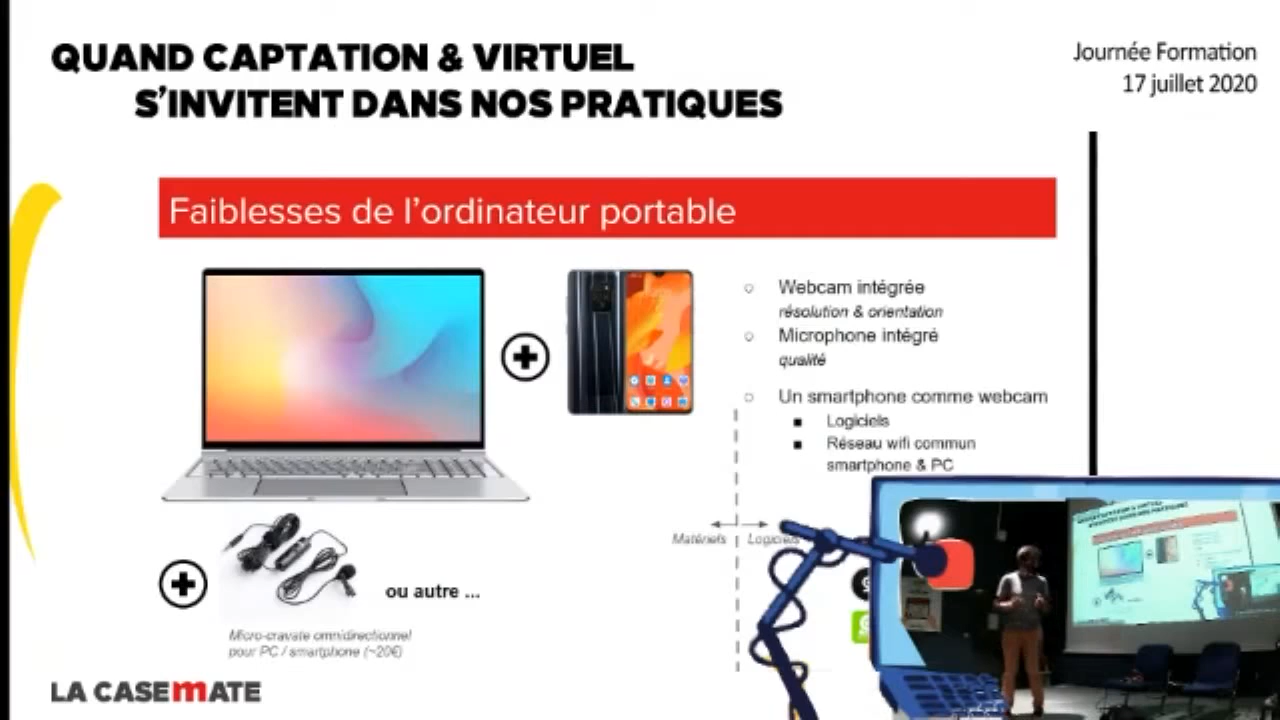 QUAND CAPTATION & VIRTUEL
S'INVITENT DANS NOS PRATIQUES
Journée Formation
17 juillet 2020
Faiblesses de l'ordinateur portable
Webcam intégrée
résolution & orientation
Microphone intégré
qualité
Un smartphone comme webcam
Logiciels
Réseau wifi commun
smartphone & PC
Matériels
Logiciels
ou autre ...
Micro-cravate omnidirectionnel
pour PC / smartphone (~20€)
LA CASEMATE